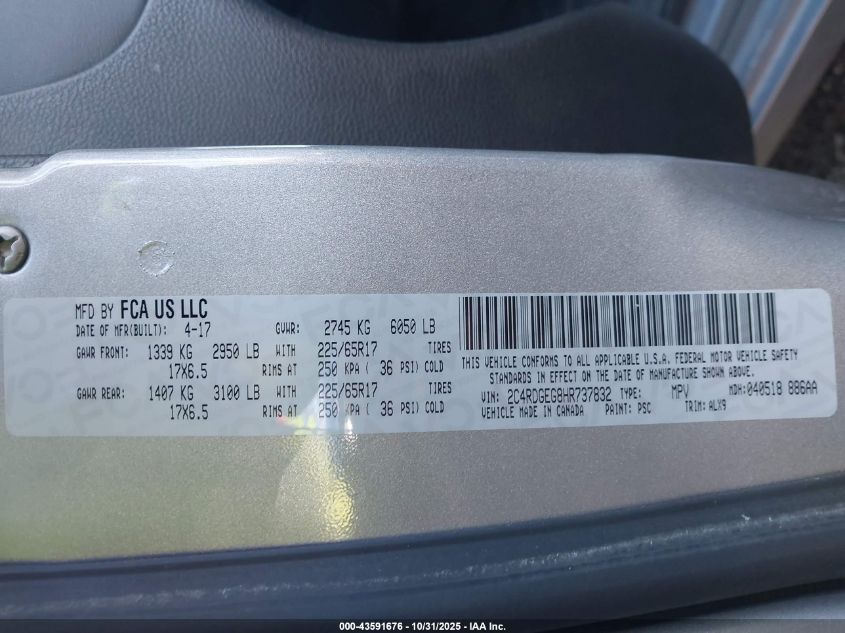 MFD BY FCA US LLC
DATE OF MFR(BUILT): 4-17 GVWR: 2745 KG 6050 LB
GAWR FRONT: 1339 KG 2950 LB WITH 225/65R17 TIRES
17X6.5 RIMS AT 250 KPA ( 36 PSI) COLD
GAWR REAR: 1407 KG 3100 LB WITH 225/65R17 TIRES
17X6.5 RIMS AT 250 KPA ( 36 PSI) COLD
THIS VEHICLE CONFORMS TO ALL APPLICABLE U.S.A. FEDERAL MOTOR VEHICLE SAFETY
STANDARDS IN EFFECT ON THE DATE OF MANUFACTURE SHOWN ABOVE.
VIN: 2C4RDGEG8HR737832 TYPE: MPV MDH:040518 886AA
VEHICLE MADE IN CANADA PAINT: PSC TRIM: ALX9
000-43591676 - 10/31/2025 - IAA Inc.